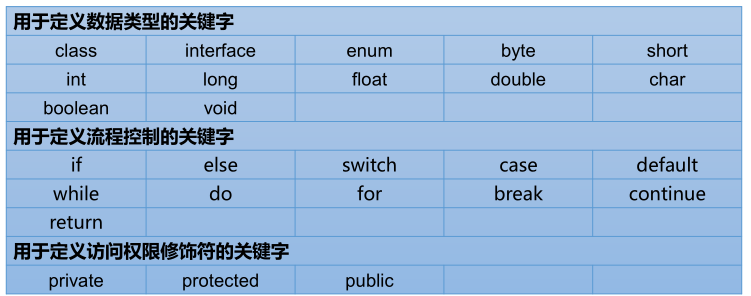 用于定义数据类型的关键字
class interface enum byte short
int long float double char
boolean void
用于定义流程控制的关键字
if else switch case default
while do for break continue
return
用于定义访问权限修饰符的关键字
private protected public